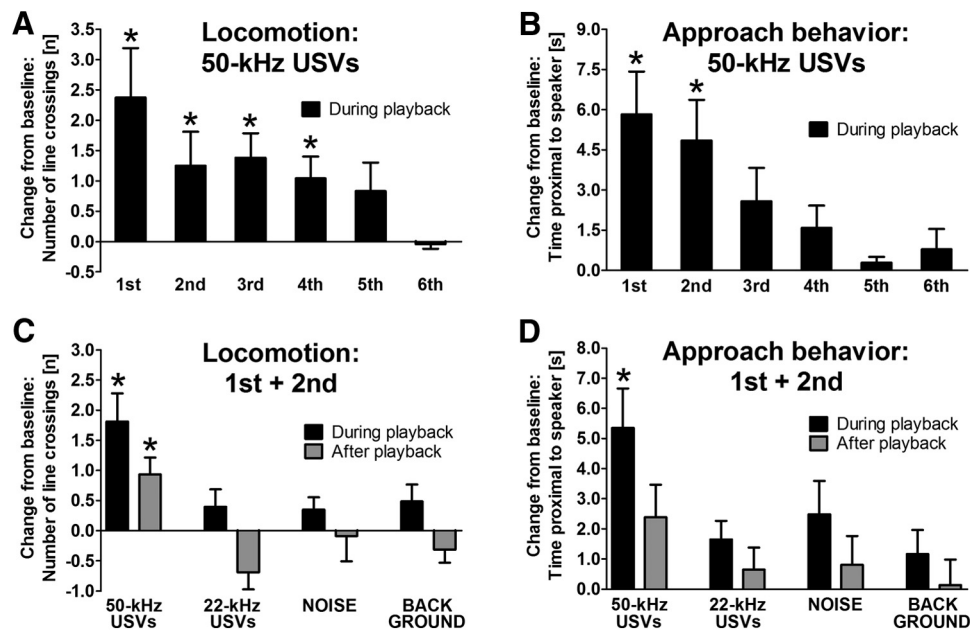 A
Locomotion:
50-kHz USVs
Change from baseline:
Number of line crossings [n]
3.5
3.0
2.5
2.0
1.5
1.0
0.5
0.0
-0.5
* * * *
During playback
1st 2nd 3rd 4th 5th 6th
B
Approach behavior:
50-kHz USVs
Change from baseline:
Time proximal to speaker [s]
9.0
7.5
6.0
4.5
3.0
1.5
0.0
* *
During playback
1st 2nd 3rd 4th 5th 6th
C
Locomotion:
1st + 2nd
Change from baseline:
Number of line crossings [n]
3.0
2.5
2.0
1.5
1.0
0.5
0.0
-0.5
-1.0
* *
During playback
After playback
50-kHz 22-kHz NOISE BACK
USVs USVs GROUND
D
Approach behavior:
1st + 2nd
Change from baseline:
Time proximal to speaker [s]
8.0
7.0
6.0
5.0
4.0
3.0
2.0
1.0
0.0
*
During playback
After playback
50-kHz 22-kHz NOISE BACK
USVs USVs GROUND